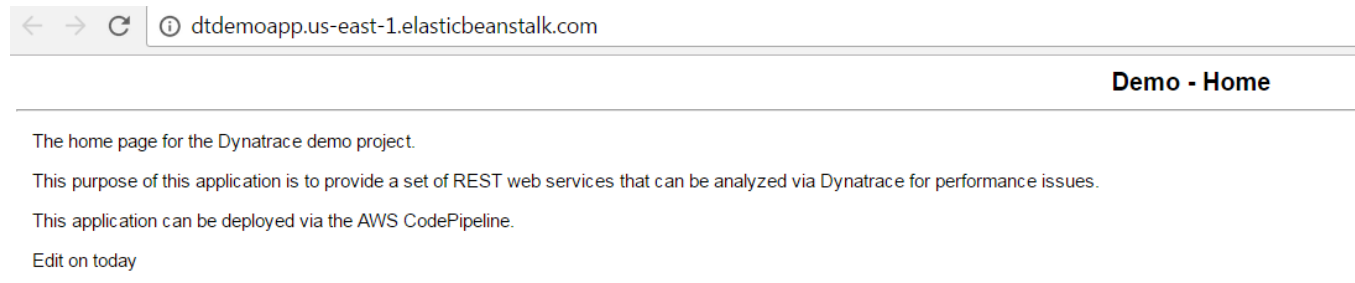 dtdemoapp.us-east-1.elasticbeanstalk.com
Demo - Home
The home page for the Dynatrace demo project.
This purpose of this application is to provide a set of REST web services that can be analyzed via Dynatrace for performance issues.
This application can be deployed via the AWS CodePipeline.
Edit on today